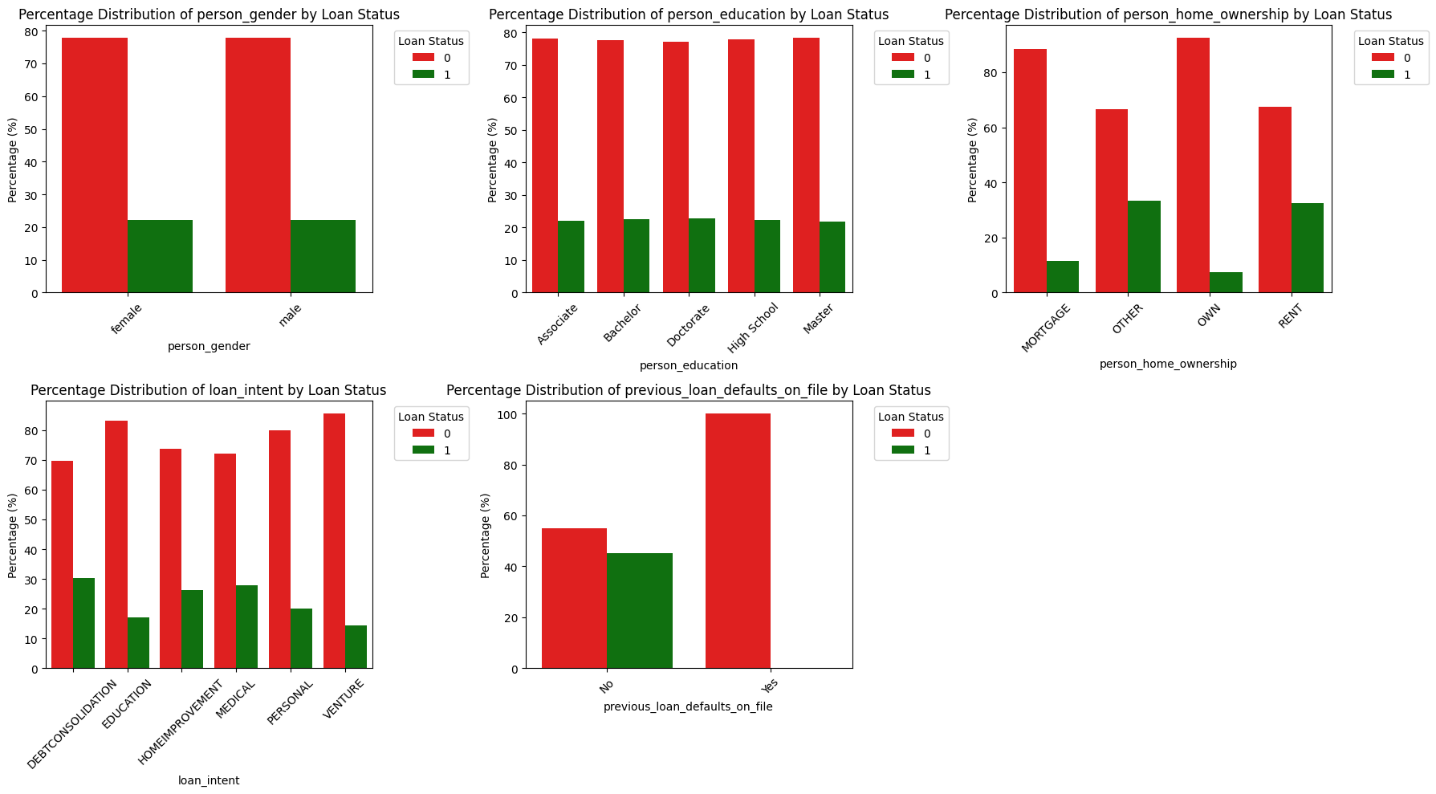 Percentage Distribution of person_gender by Loan Status
Percentage (%)
80
70
60
50
40
30
20
10
0
female
male
person_gender
Loan Status
0
1
Percentage Distribution of person_education by Loan Status
Percentage (%)
80
70
60
50
40
30
20
10
0
Associate
Bachelor
Doctorate
High School
Master
person_education
Loan Status
0
1
Percentage Distribution of person_home_ownership by Loan Status
Percentage (%)
80
60
40
20
0
MORTGAGE
OTHER
OWN
RENT
person_home_ownership
Loan Status
0
1
Percentage Distribution of loan_intent by Loan Status
Percentage (%)
80
70
60
50
40
30
20
10
0
DEBTCONSOLIDATION
EDUCATION
HOMEIMPROVEMENT
MEDICAL
PERSONAL
VENTURE
loan_intent
Loan Status
0
1
Percentage Distribution of previous_loan_defaults_on_file by Loan Status
Percentage (%)
100
80
60
40
20
0
No
Yes
previous_loan_defaults_on_file
Loan Status
0
1